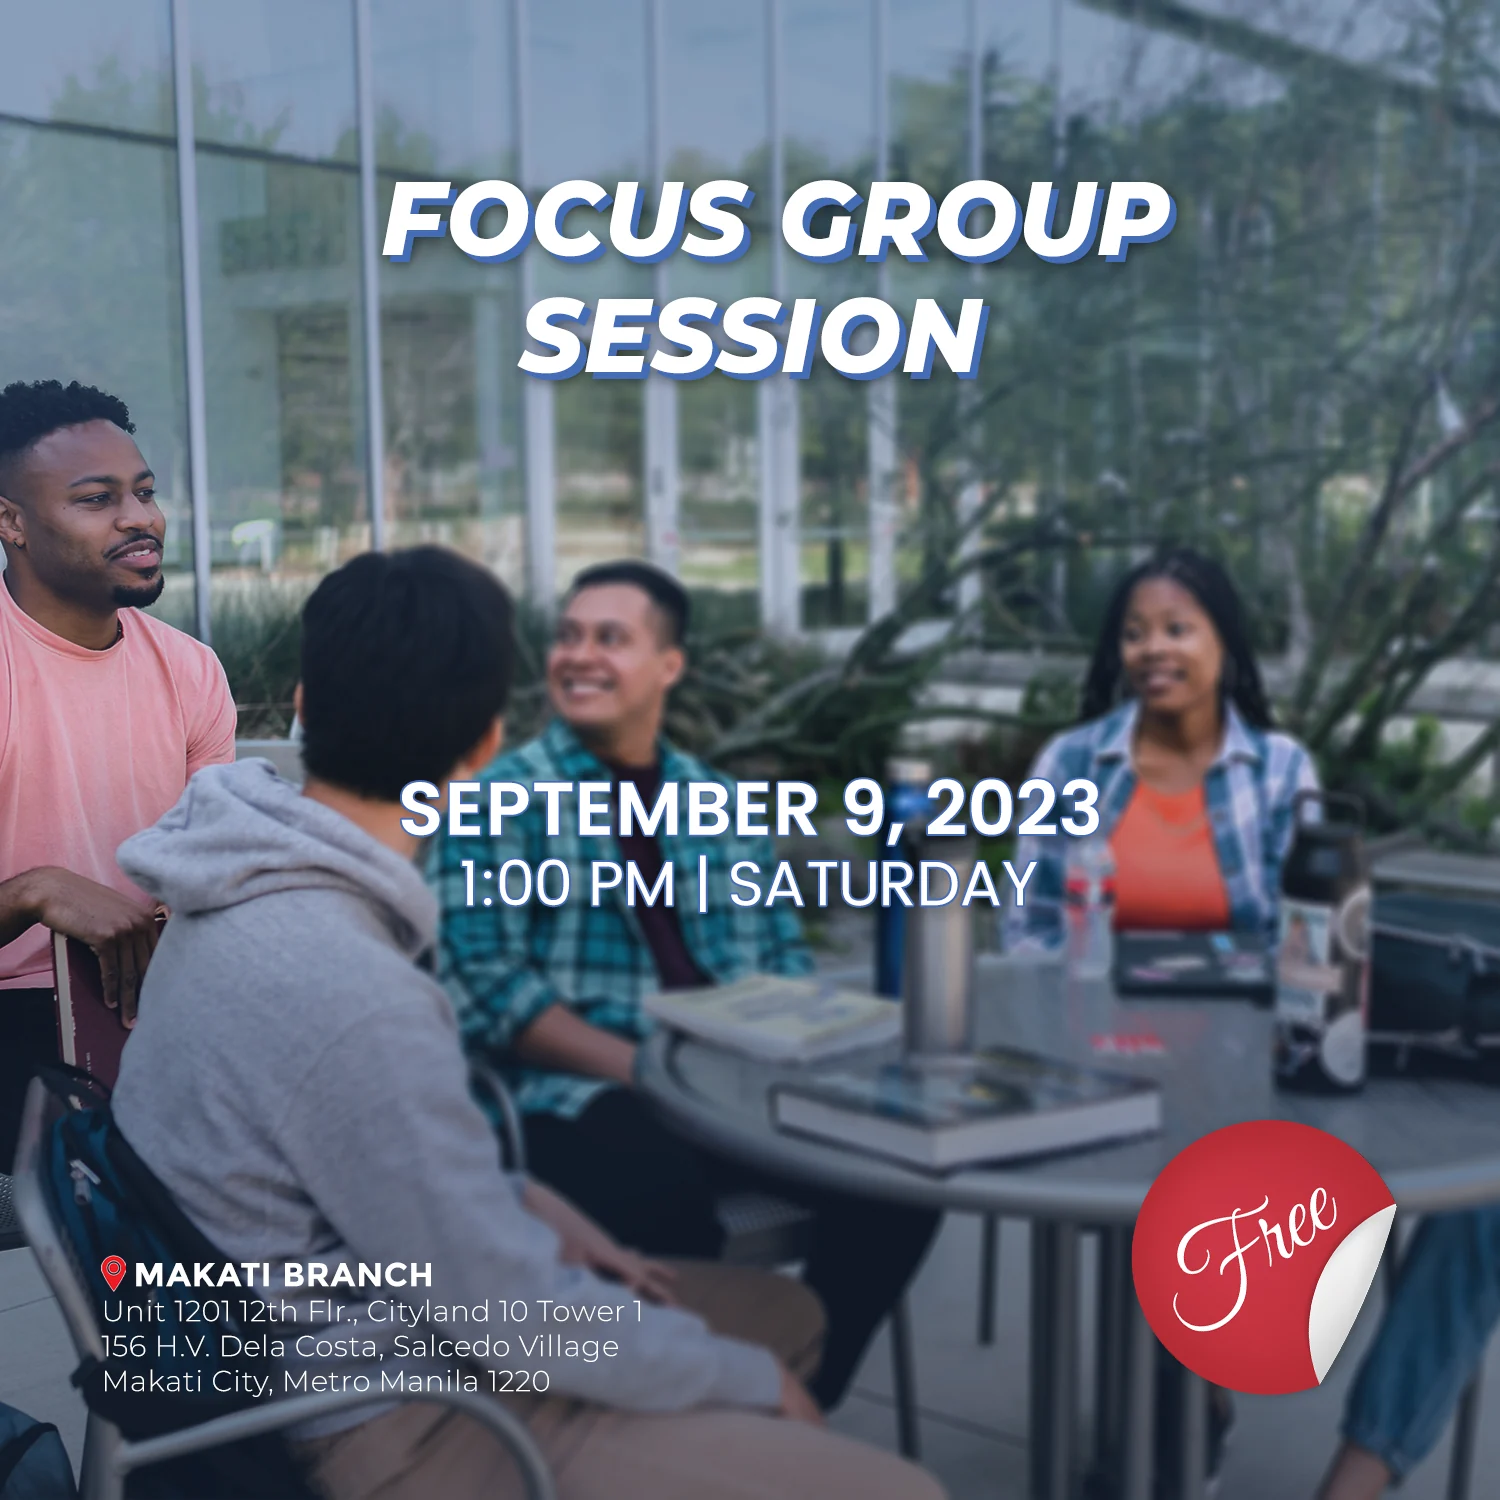 FOCUS GROUP
SESSION
SEPTEMBER 9, 2023
1:00 PM | SATURDAY
Free
MAKATI BRANCH
Unit 1201 12th Flr., Cityland 10 Tower 1
156 H.V. Dela Costa, Salcedo Village
Makati City, Metro Manila 1220